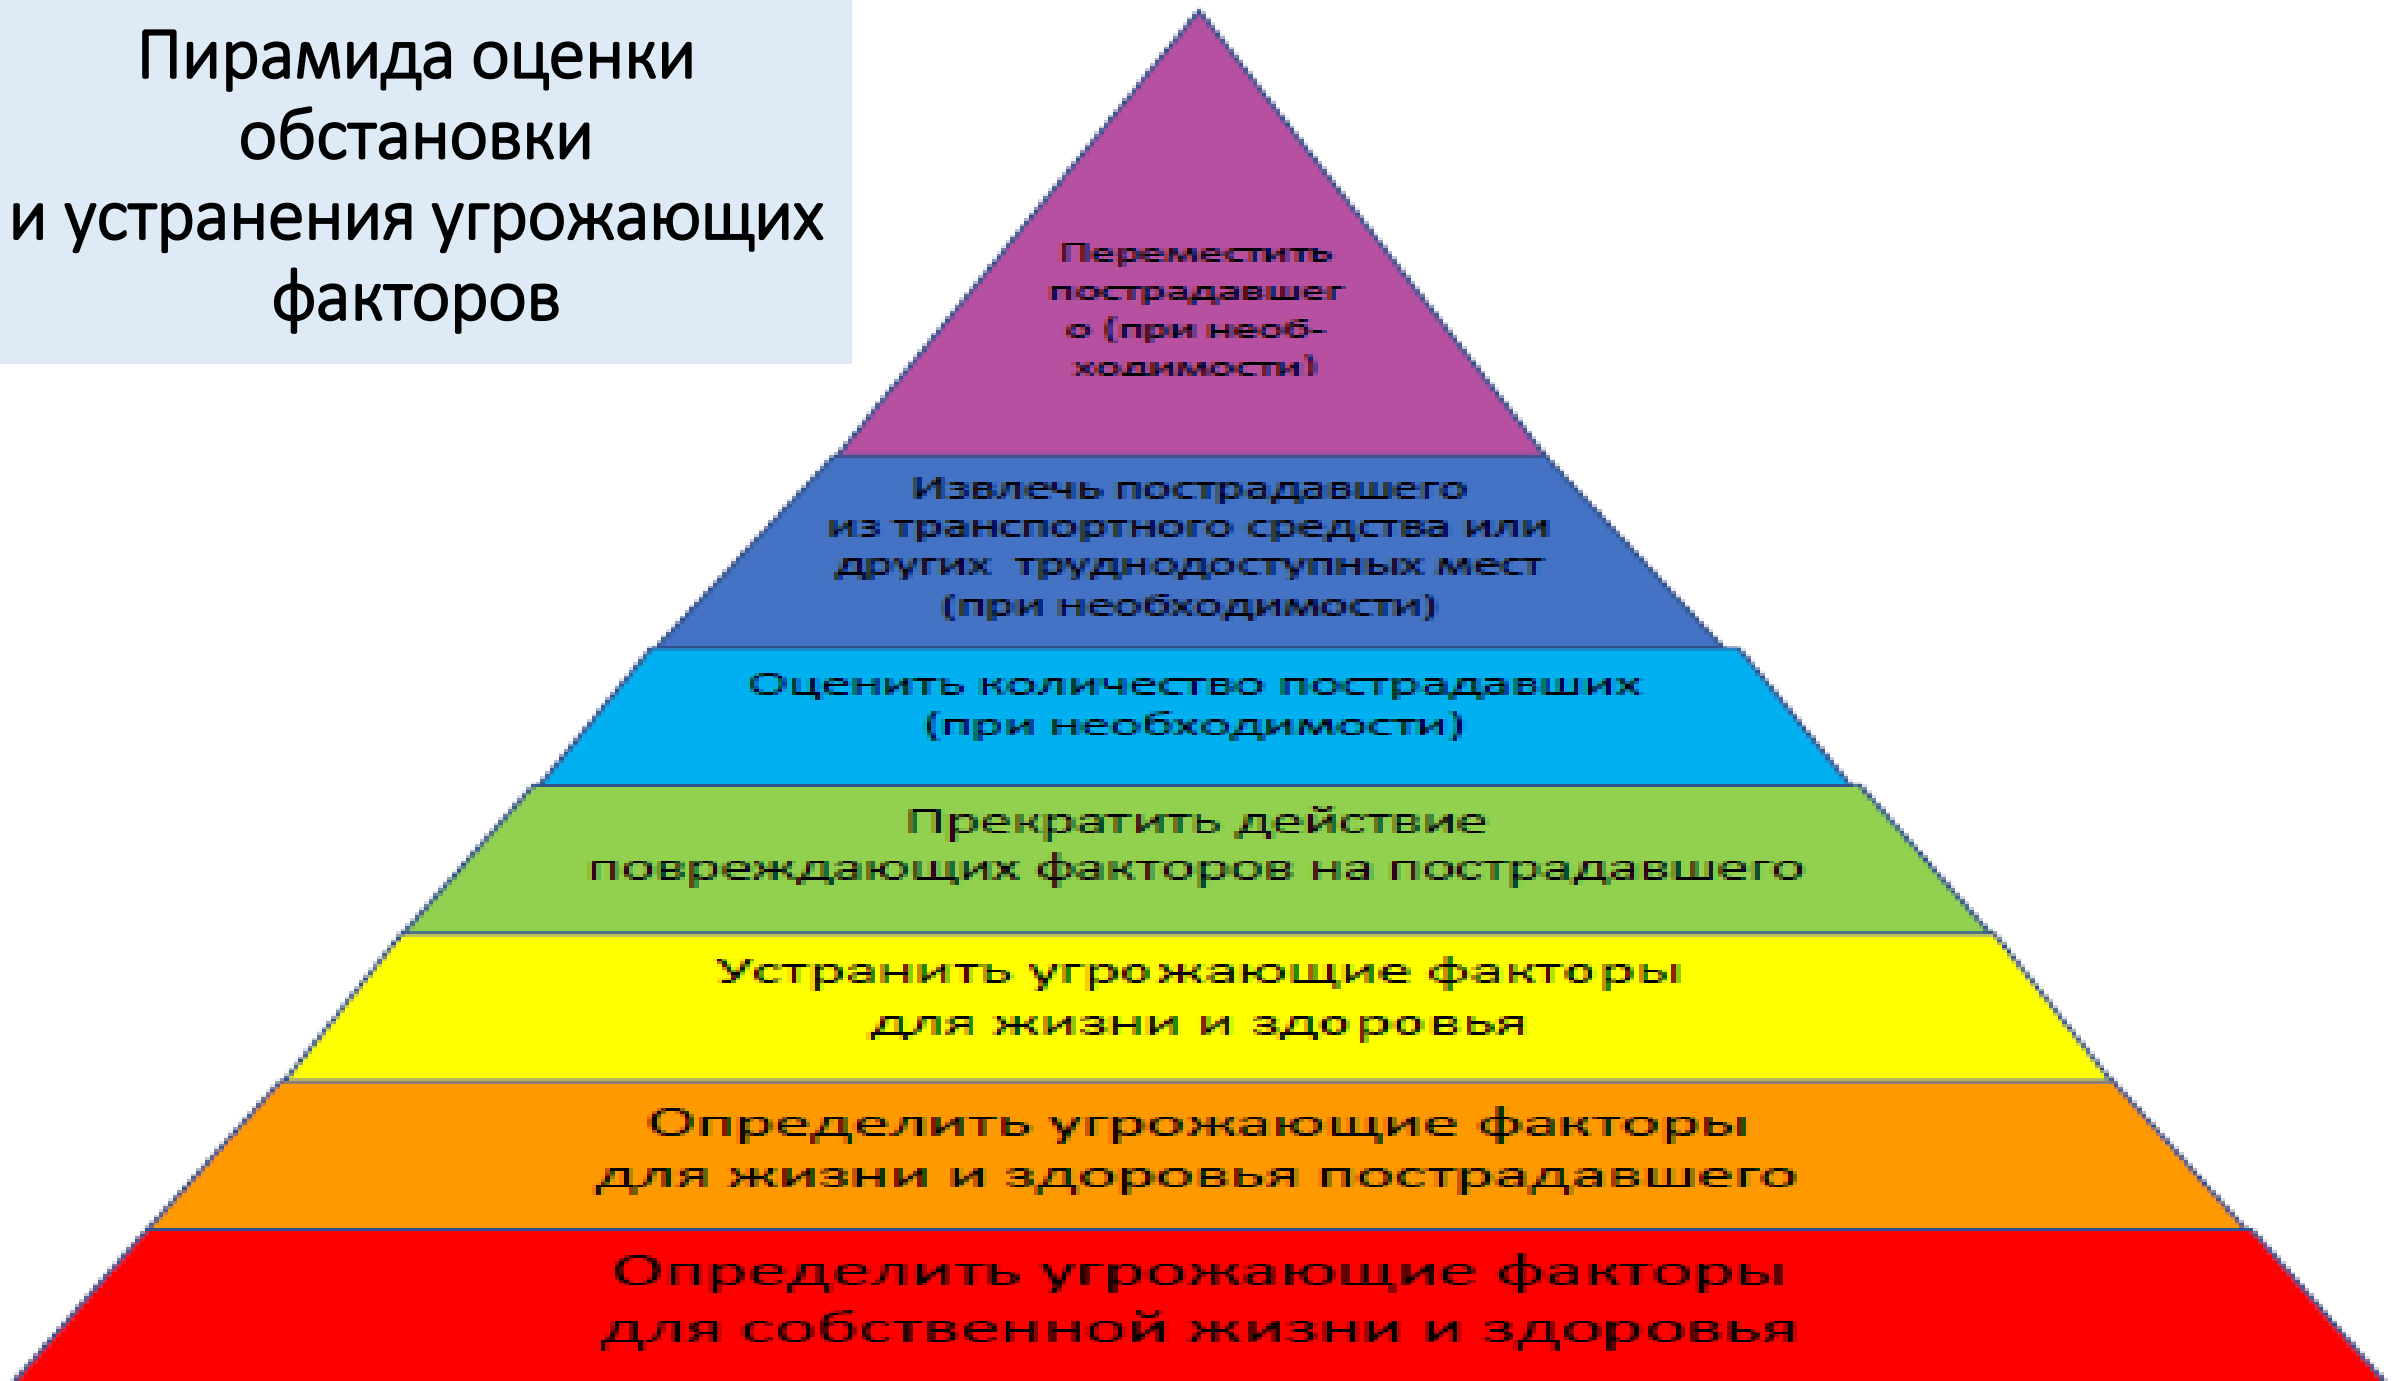 Пирамида оценки
обстановки
и устранения угрожающих
факторов
Переместить
пострадавшег
о (при необ-
ходимости)
Извлечь пострадавшего
из транспортного средства или
других труднодоступных мест
(при необходимости)
Оценить количество пострадавших
(при необходимости)
Прекратить действие
повреждающих факторов на пострадавшего
Устранить угрожающие факторы
для жизни и здоровья
Определить угрожающие факторы
для жизни и здоровья пострадавшего
Определить угрожающие факторы
для собственной жизни и здоровья